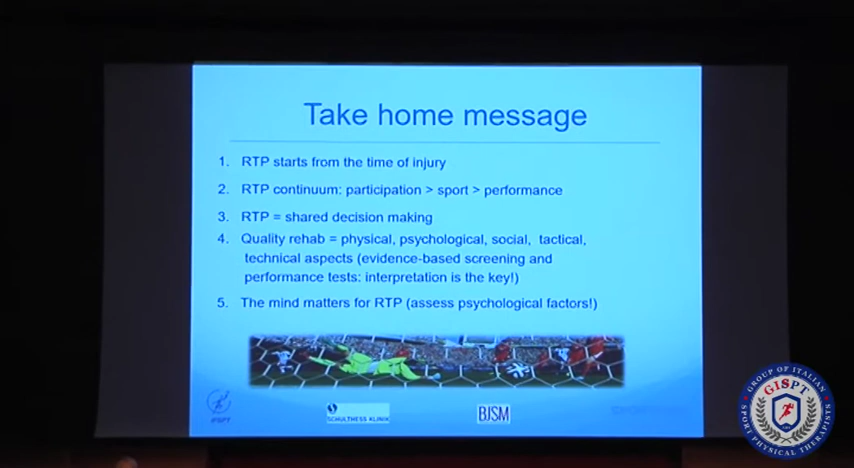 Take home message
1. RTP starts from the time of injury
2. RTP continuum: participation > sport > performance
3. RTP = shared decision making
4. Quality rehab = physical, psychological, social, tactical,
technical aspects (evidence-based screening and
performance tests: interpretation is the key!)
5. The mind matters for RTP (assess psychological factors!)
IFSPT
SCHULTHESS KLINIK
BJSM
GROUP OF ITALIAN
GISPT
SPORT PHYSICAL THERAPISTS